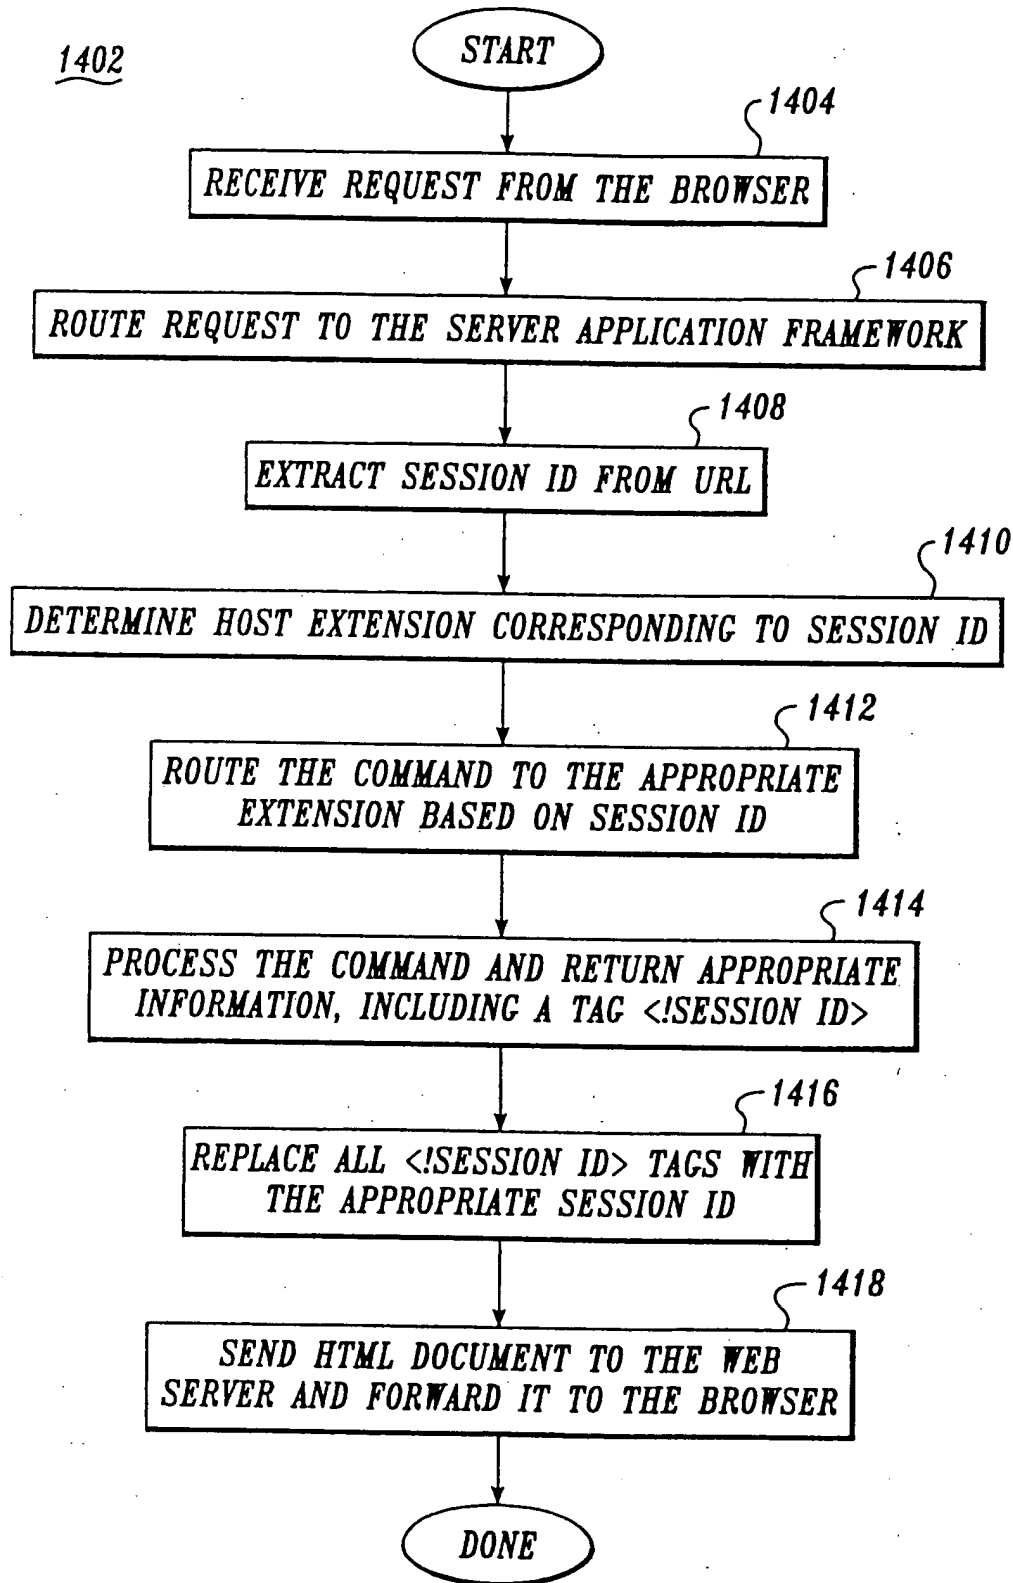 1402
START
1404
RECEIVE REQUEST FROM THE BROWSER
1406
ROUTE REQUEST TO THE SERVER APPLICATION FRAMEWORK
1408
EXTRACT SESSION ID FROM URL
1410
DETERMINE HOST EXTENSION CORRESPONDING TO SESSION ID
1412
ROUTE THE COMMAND TO THE APPROPRIATE
EXTENSION BASED ON SESSION ID
1414
PROCESS THE COMMAND AND RETURN APPROPRIATE
INFORMATION, INCLUDING A TAG <!SESSION ID>
1416
REPLACE ALL <!SESSION ID> TAGS WITH
THE APPROPRIATE SESSION ID
1418
SEND HTML DOCUMENT TO THE WEB
SERVER AND FORWARD IT TO THE BROWSER
DONE